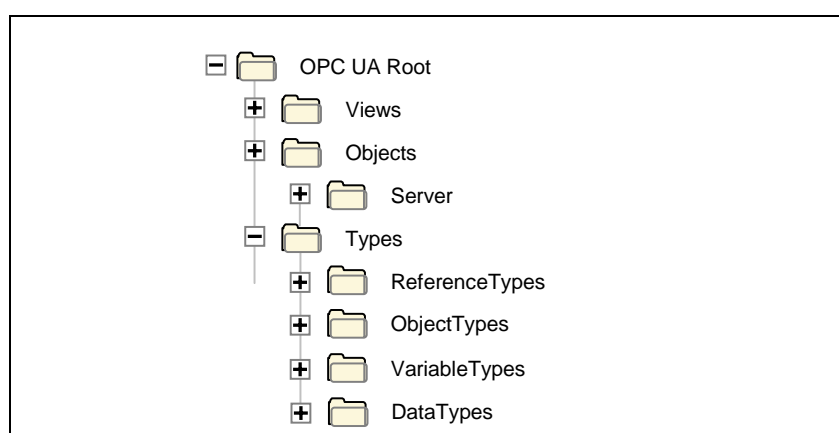 OPC UA Root
Views
Objects
Server
Types
ReferenceTypes
ObjectTypes
VariableTypes
DataTypes